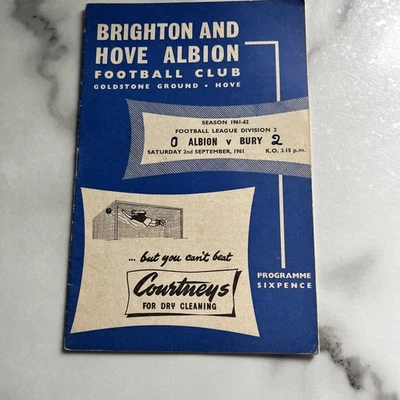 BRIGHTON AND
HOVE ALBION
FOOTBALL CLUB
GOLDSTONE GROUND • HOVE
SEASON 1961-62
FOOTBALL LEAGUE DIVISION 2
0 ALBION v BURY 2
SATURDAY 2nd SEPTEMBER, 1961 K.O. 3.15 p.m.
... but you can't beat
Courtneys
FOR DRY CLEANING
PROGRAMME
SIXPENCE